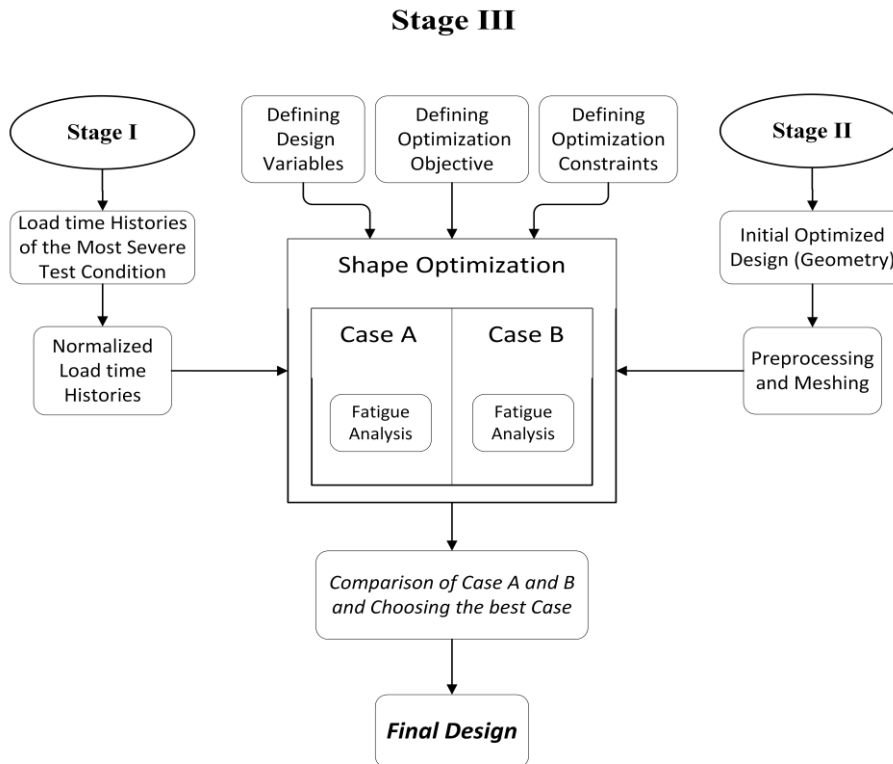 Stage III
Stage I
Load time Histories
of the Most Severe
Test Condition
Normalized
Load time
Histories
Defining
Design
Variables
Defining
Optimization
Objective
Defining
Optimization
Constraints
Stage II
Initial Optimized
Design (Geometry)
Preprocessing
and Meshing
Shape Optimization
Case A
Fatigue
Analysis
Case B
Fatigue
Analysis
Comparison of Case A and B
and Choosing the best Case
Final Design